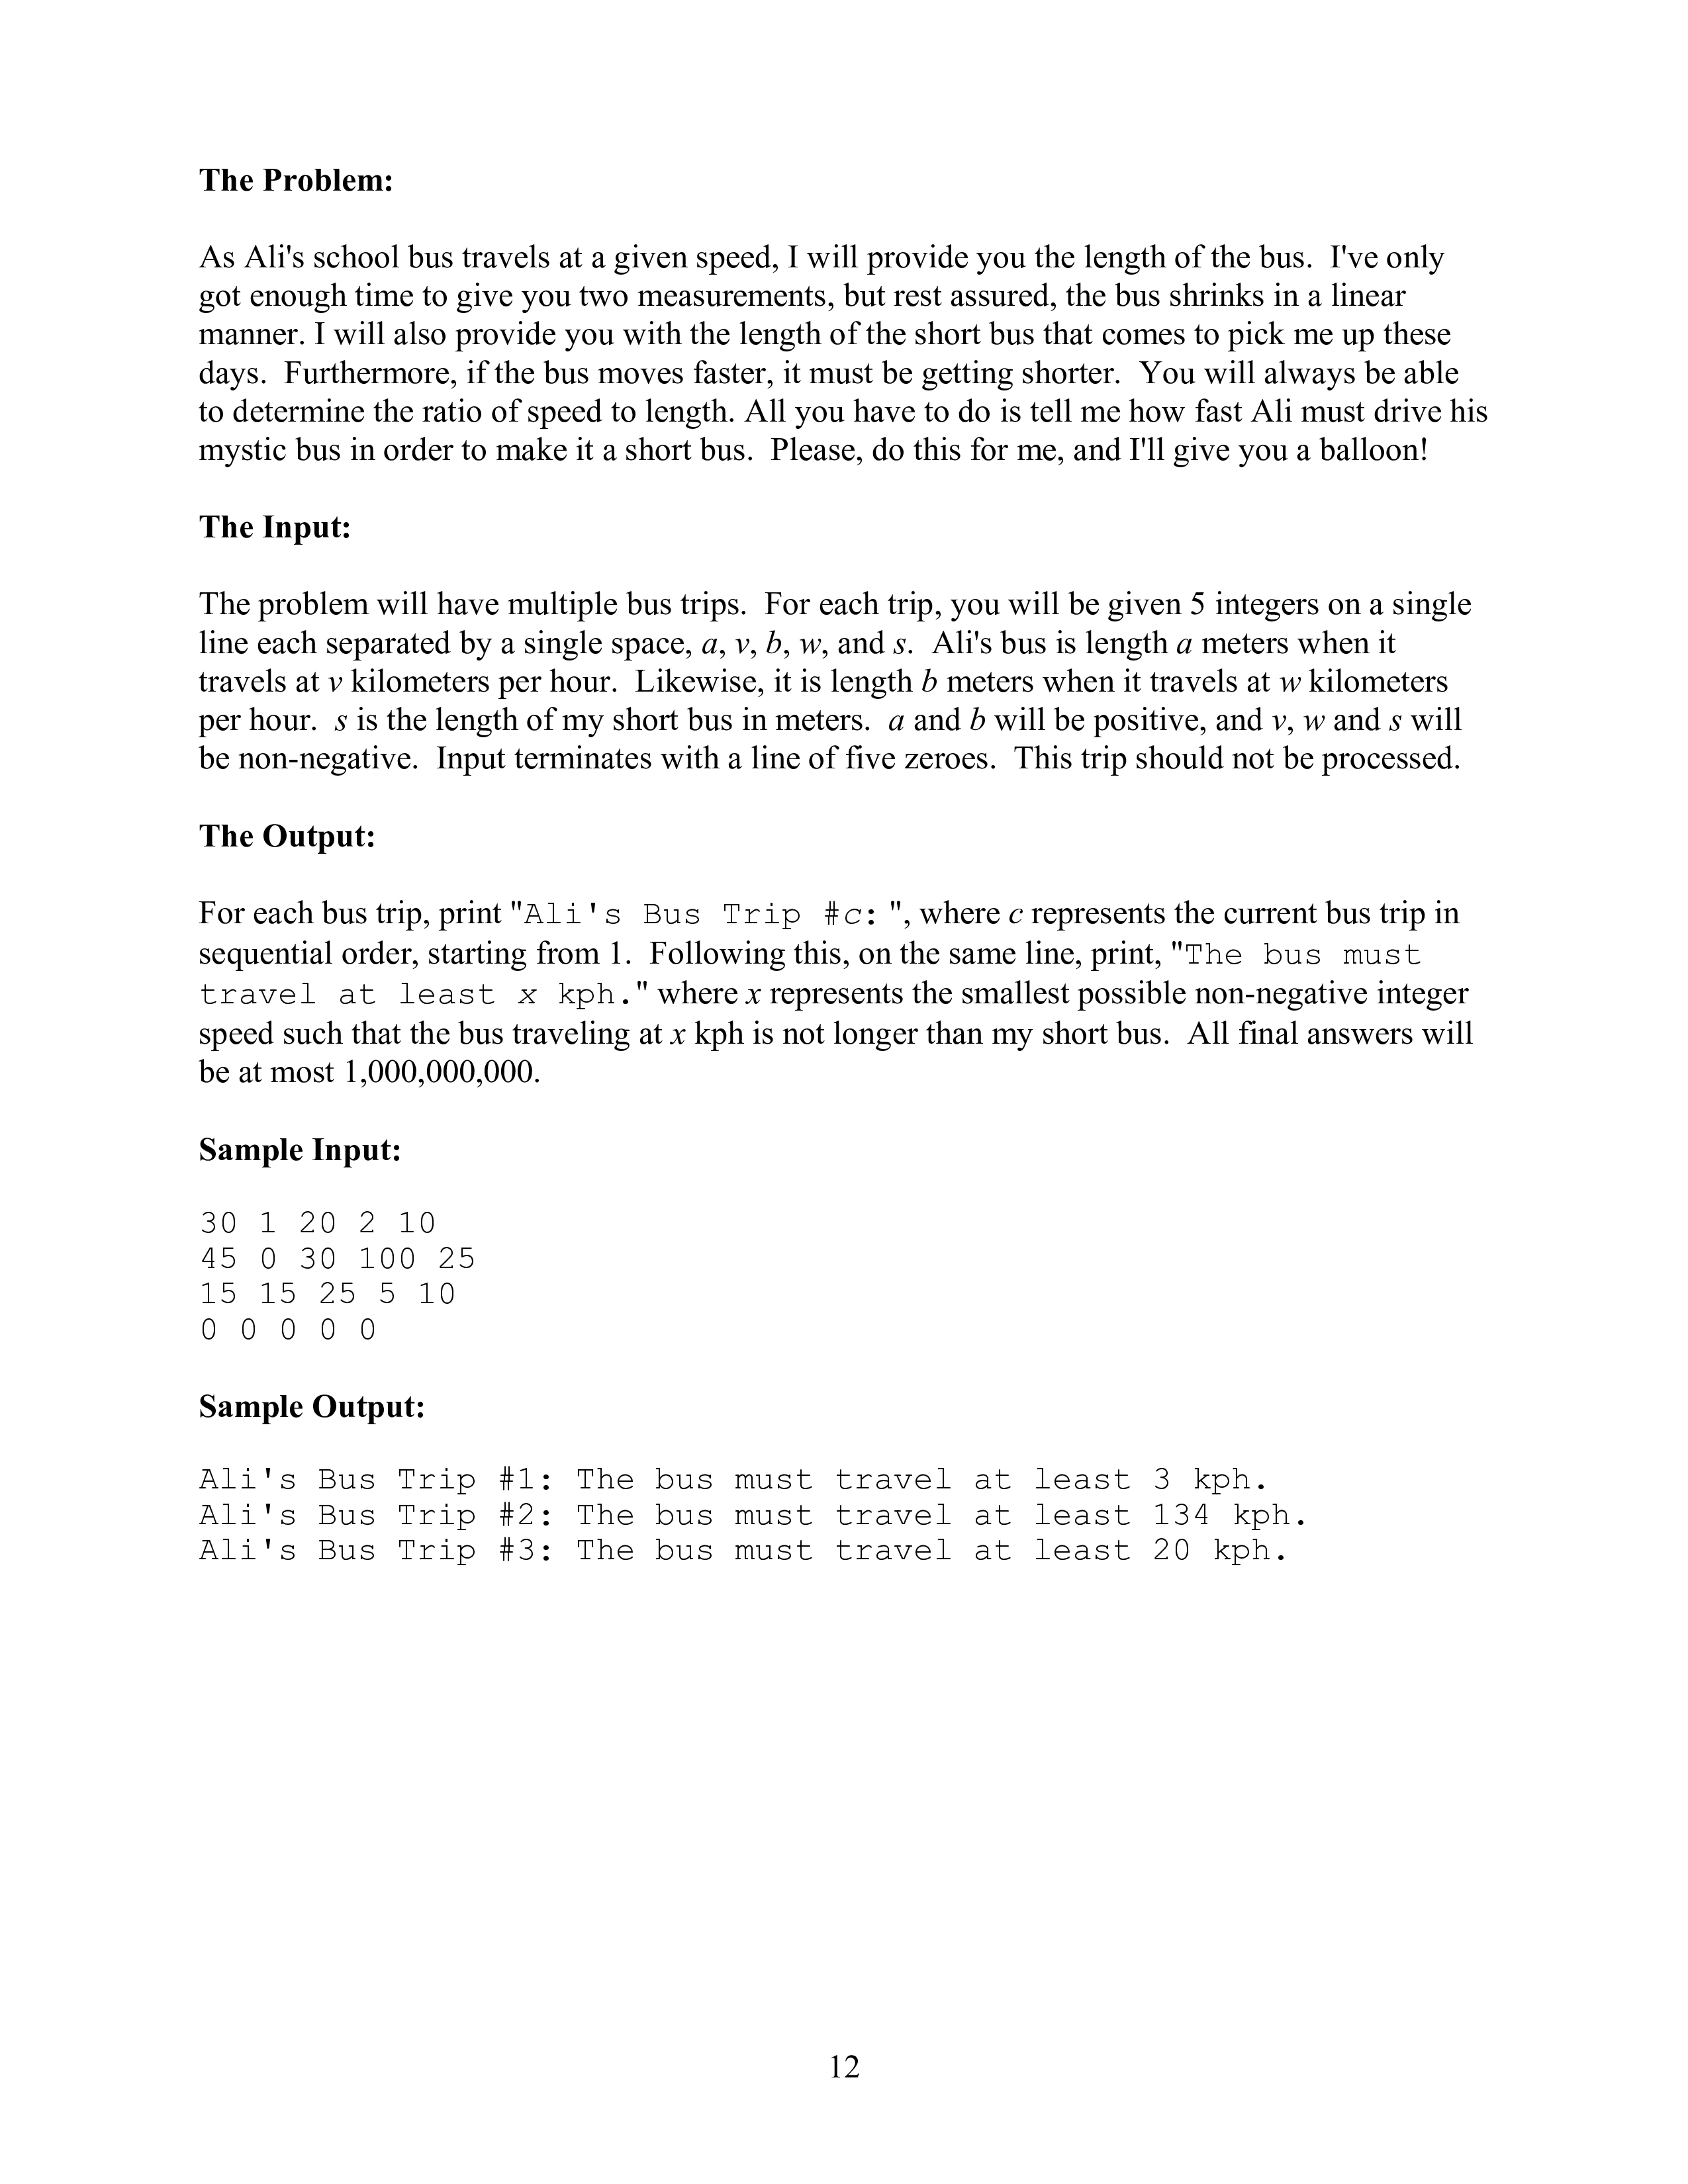 The Problem:
As Ali's school bus travels at a given speed, I will provide you the length of the bus.  I've only
got enough time to give you two measurements, but rest assured, the bus shrinks in a linear
manner. I will also provide you with the length of the short bus that comes to pick me up these
days.  Furthermore, if the bus moves faster, it must be getting shorter.  You will always be able
to determine the ratio of speed to length. All you have to do is tell me how fast Ali must drive his
mystic bus in order to make it a short bus.  Please, do this for me, and I'll give you a balloon!
The Input:
The problem will have multiple bus trips.  For each trip, you will be given 5 integers on a single
line each separated by a single space, a, v, b, w, and s.  Ali's bus is length a meters when it
travels at v kilometers per hour.  Likewise, it is length b meters when it travels at w kilometers
per hour.  s is the length of my short bus in meters.  a and b will be positive, and v, w and s will
be non-negative.  Input terminates with a line of five zeroes.  This trip should not be processed.
The Output:
For each bus trip, print "Ali's Bus Trip #c: ", where c represents the current bus trip in
sequential order, starting from 1.  Following this, on the same line, print, "The bus must
travel at least x kph." where x represents the smallest possible non-negative integer
speed such that the bus traveling at x kph is not longer than my short bus.  All final answers will
be at most 1,000,000,000.
Sample Input:
30 1 20 2 10
45 0 30 100 25
15 15 25 5 10
0 0 0 0 0
Sample Output:
Ali's Bus Trip #1: The bus must travel at least 3 kph.
Ali's Bus Trip #2: The bus must travel at least 134 kph.
Ali's Bus Trip #3: The bus must travel at least 20 kph.
12